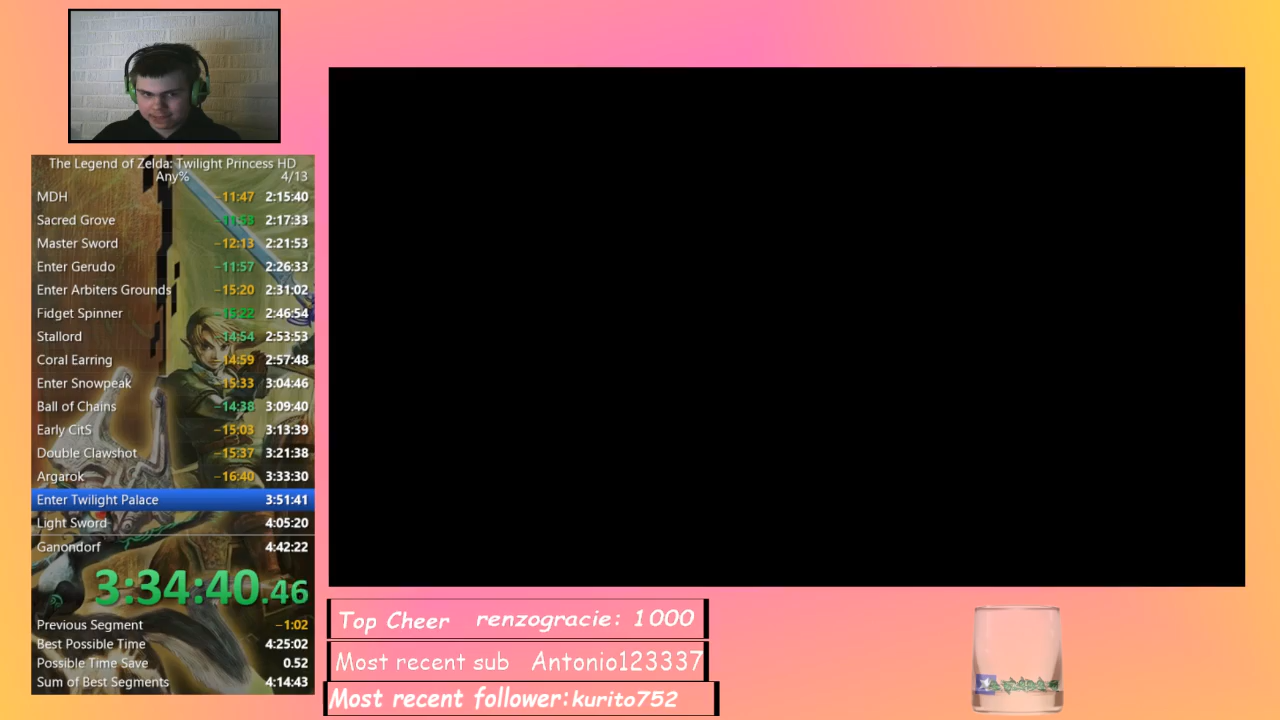 The Legend of Zelda: Twilight Princess HD
Any% 4/13
MDH −11:47 2:15:40
Sacred Grove −11:53 2:17:33
Master Sword −12:13 2:21:53
Enter Gerudo −11:57 2:26:33
Enter Arbiters Grounds −15:20 2:31:02
Fidget Spinner −15:22 2:46:54
Stallord −14:54 2:53:53
Coral Earring −14:59 2:57:48
Enter Snowpeak −15:33 3:04:46
Ball of Chains −14:38 3:09:40
Early CitS −15:03 3:13:39
Double Clawshot −15:37 3:21:38
Argarok −16:40 3:33:30
Enter Twilight Palace 3:51:41
Light Sword 4:05:20
Ganondorf 4:42:22
3:34:40.46
Previous Segment −1:02
Best Possible Time 4:25:02
Possible Time Save 0.52
Sum of Best Segments 4:14:43
Top Cheer renzogracie: 1000
Most recent sub Antonio123337
Most recent follower:kurito752